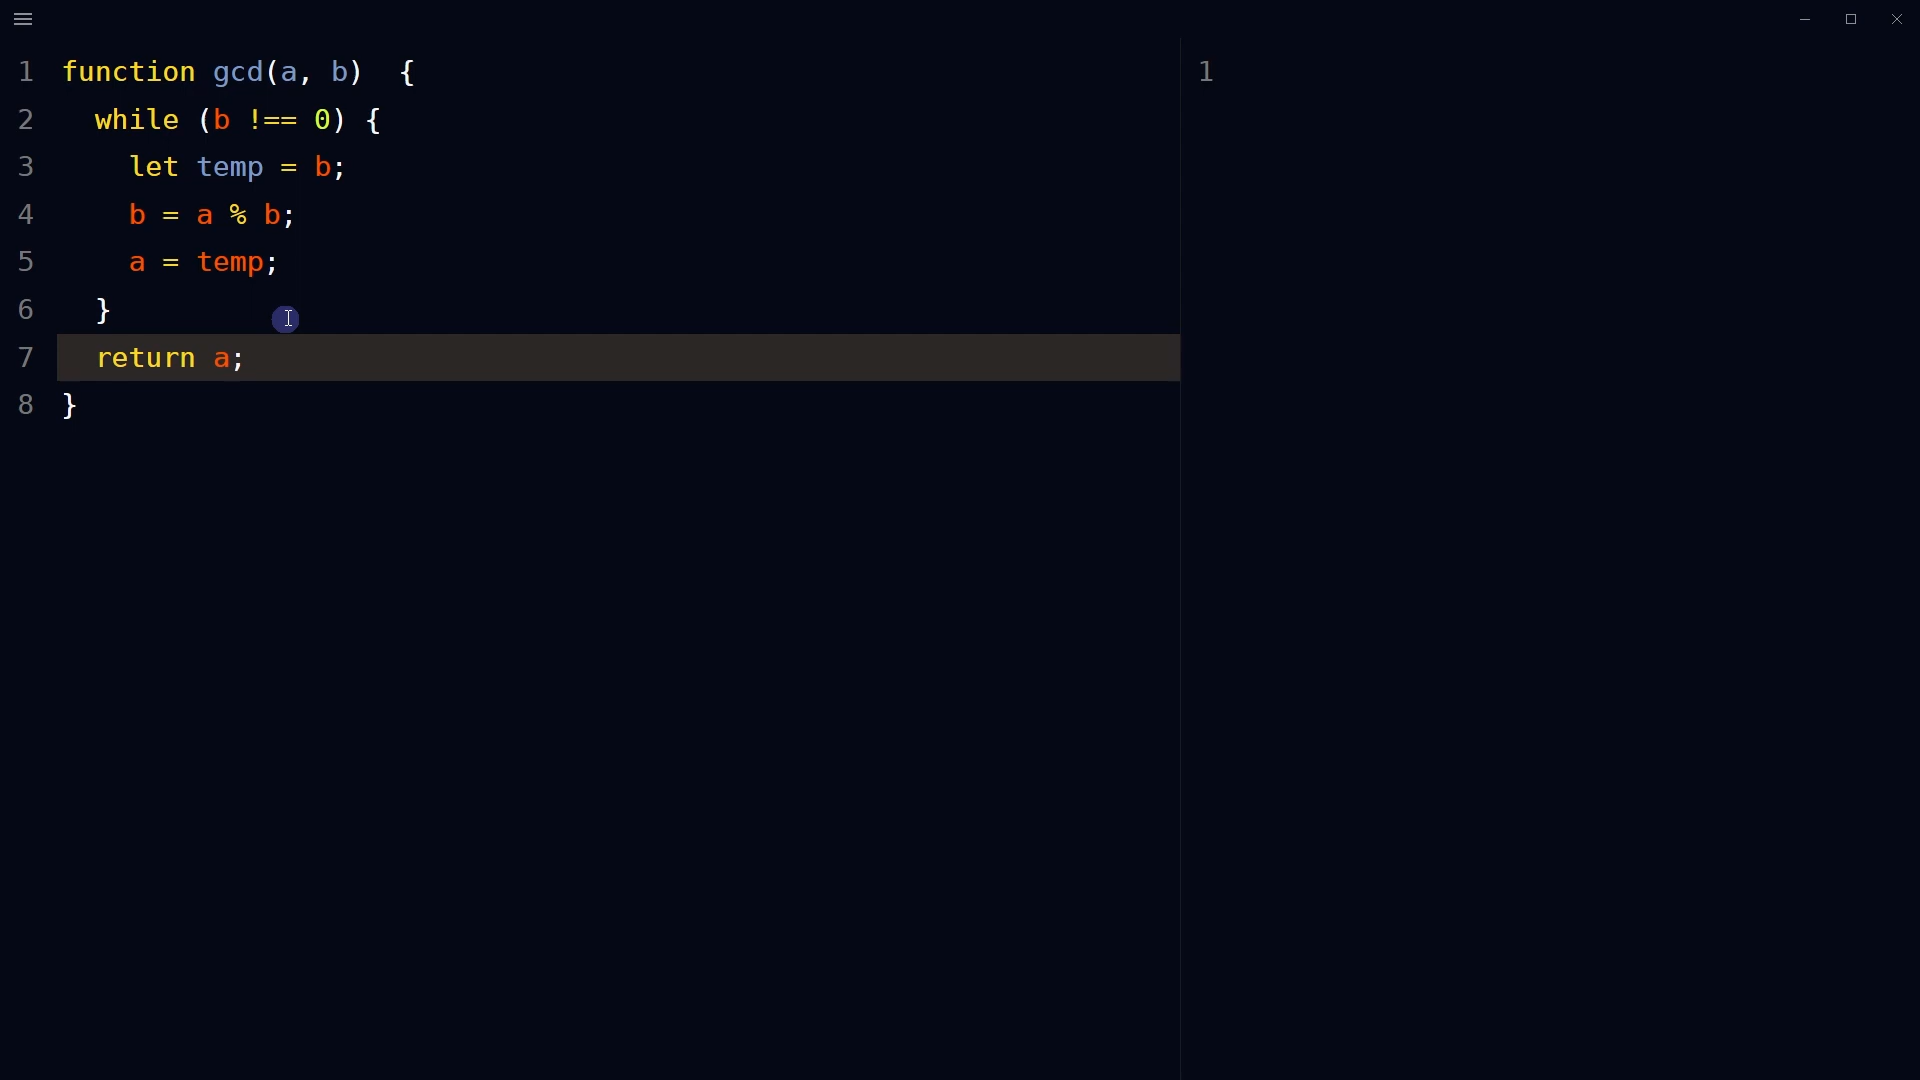 1 function gcd(a, b)  {
2   while (b !== 0) {
3     let temp = b;
4     b = a % b;
5     a = temp;
6   }
7   return a;
8 }
1